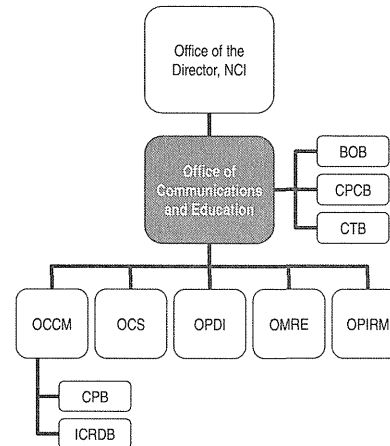 Office of the
Director, NCI
Office of
Communications
and Education
BOB
CPCB
CTB
OCCM
OCS
OPDI
OMRE
OPIRM
CPB
ICRDB